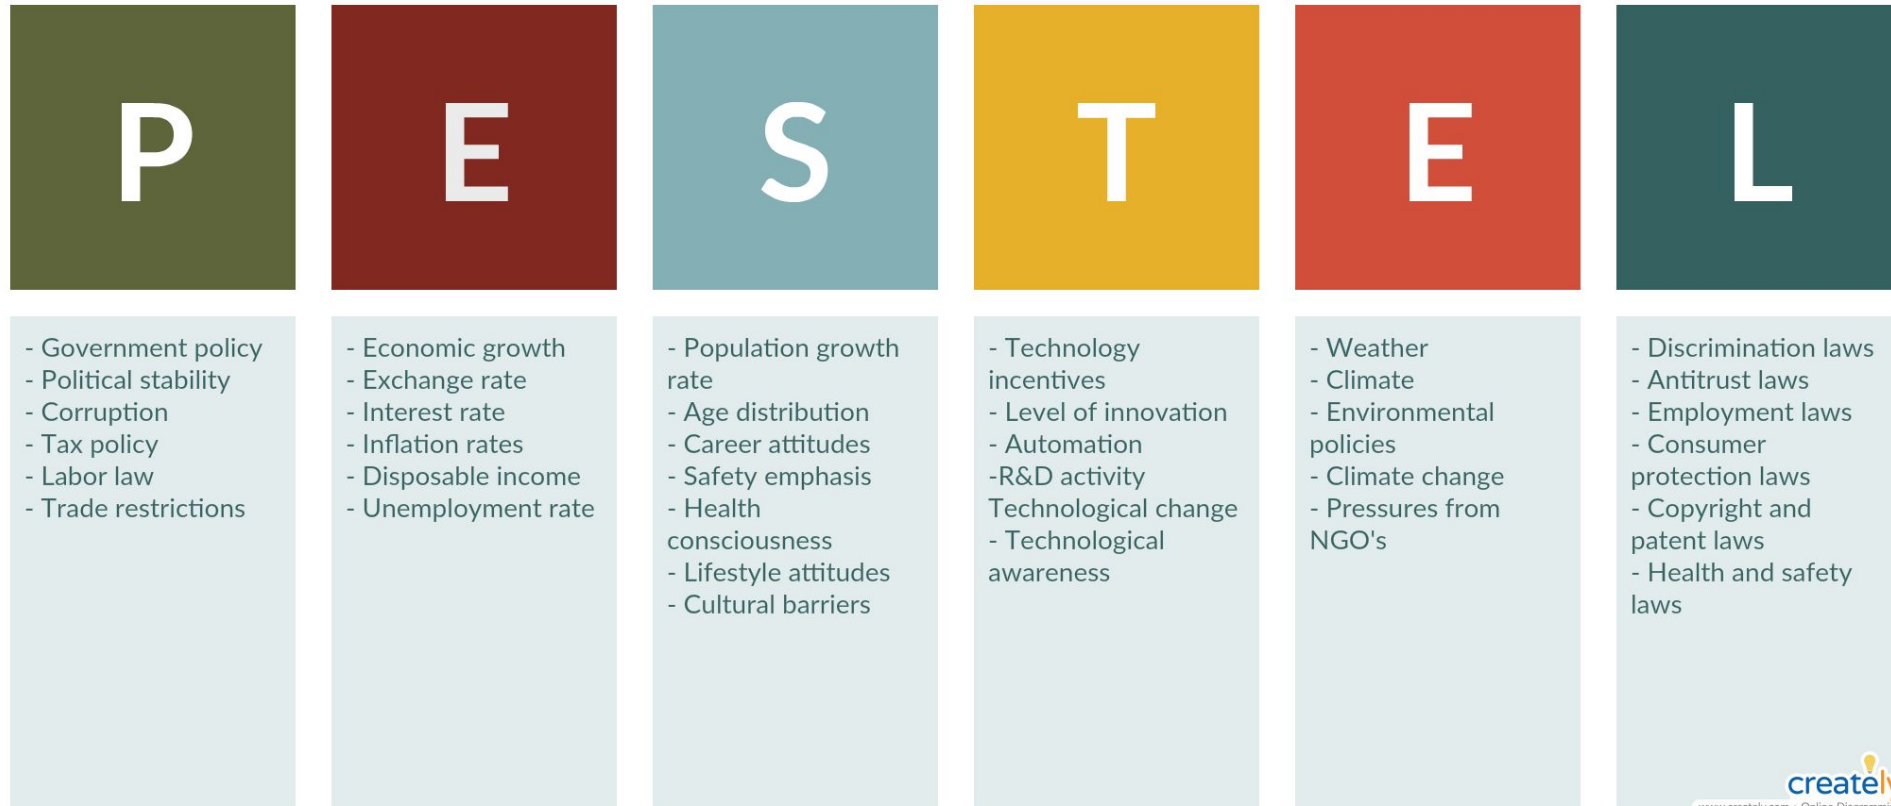 P
E
S
T
E
L
- Government policy
- Political stability
- Corruption
- Tax policy
- Labor law
- Trade restrictions
- Economic growth
- Exchange rate
- Interest rate
- Inflation rates
- Disposable income
- Unemployment rate
- Population growth
rate
- Age distribution
- Career attitudes
- Safety emphasis
- Health
consciousness
- Lifestyle attitudes
- Cultural barriers
- Technology
incentives
- Level of innovation
- Automation
-R&D activity
Technological change
- Technological
awareness
- Weather
- Climate
- Environmental
policies
- Climate change
- Pressures from
NGO's
- Discrimination laws
- Antitrust laws
- Employment laws
- Consumer
protection laws
- Copyright and
patent laws
- Health and safety
laws
creately